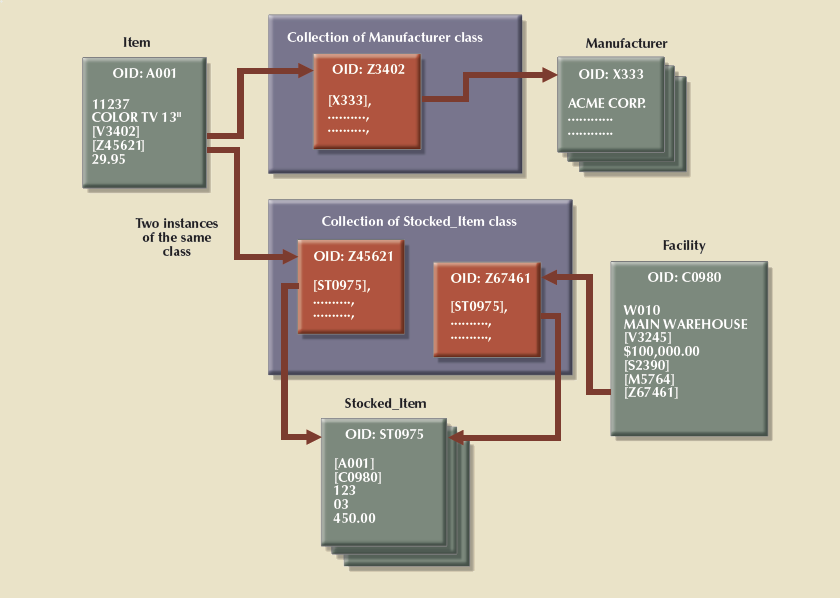 Item
OID: A001
11237
COLOR TV 13"
[V3402]
[Z45621]
29.95
Collection of Manufacturer class
OID: Z3402
[X333],
..........,
..........,
Manufacturer
OID: X333
ACME CORP.
............
............
Two instances
of the same
class
Collection of Stocked_Item class
OID: Z45621
[ST0975],
..........,
..........,
OID: Z67461
[ST0975],
..........,
..........,
Facility
OID: C0980
W010
MAIN WAREHOUSE
[V3245]
$100,000.00
[S2390]
[M5764]
[Z67461]
Stocked_Item
OID: ST0975
[A001]
[C0980]
123
03
450.00